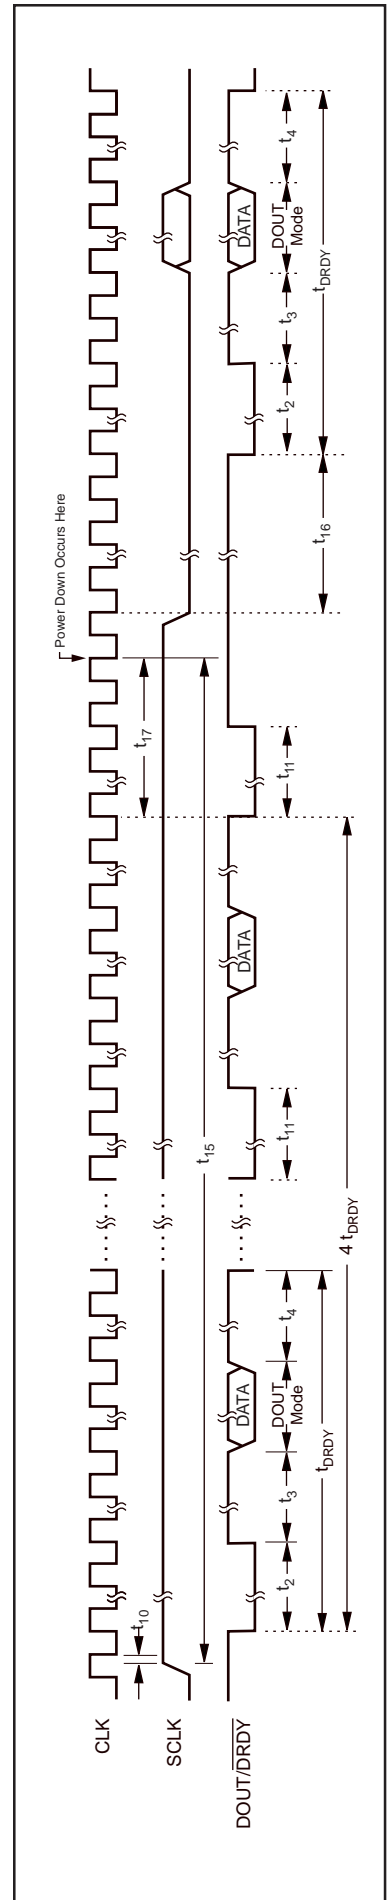 Power Down Occurs Here
CLK
t10
SCLK
t15
t17
DOUT/DRDY
DATA
DATA
DATA
t2
t3
DOUT
Mode
t4
t11
t11
t16
t2
t3
DOUT
Mode
t4
tDRDY
tDRDY
4 tDRDY